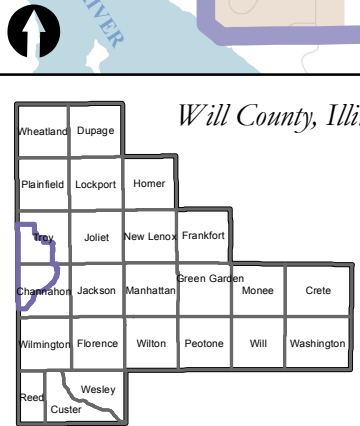 RIVER
Will County, Illi
Wheatland Dupage
Plainfield Lockport Homer
Troy Joliet New Lenox Frankfort
Channahon Jackson Manhattan Green Garden Monee Crete
Wilmington Florence Wilton Peotone Will Washington
Reed Custer Wesley